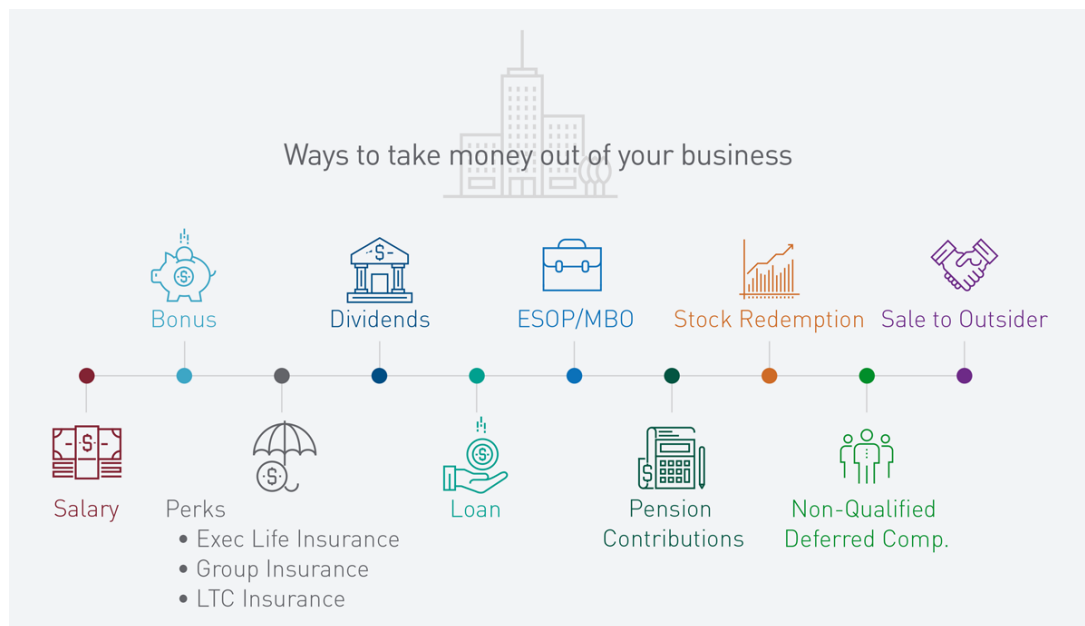 Ways to take money out of your business
Bonus
Dividends
ESOP/MBO
Stock Redemption
Sale to Outsider
Salary
Perks
• Exec Life Insurance
• Group Insurance
• LTC Insurance
Loan
Pension
Contributions
Non-Qualified
Deferred Comp.